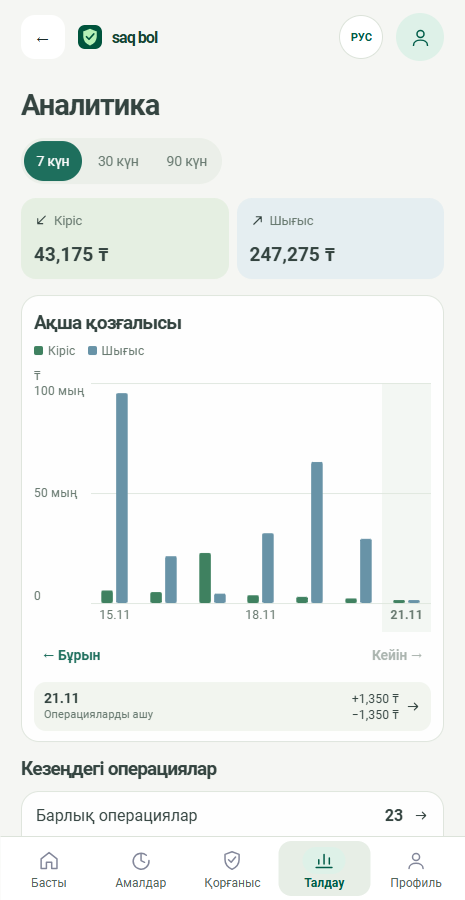 ←
saq bol
РУС
Аналитика
7 күн
30 күн
90 күн
↙ Кіріс
43,175 ₸
↗ Шығыс
247,275 ₸
Ақша қозғалысы
Кіріс
Шығыс
₸
100 мың
50 мың
0
15.11
18.11
21.11
← Бұрын
Кейін →
21.11
Операцияларды ашу
+1,350 ₸
−1,350 ₸
→
Кезеңдегі операциялар
Барлық операциялар
23 →
Басты
Амалдар
Қорғаныс
Талдау
Профиль